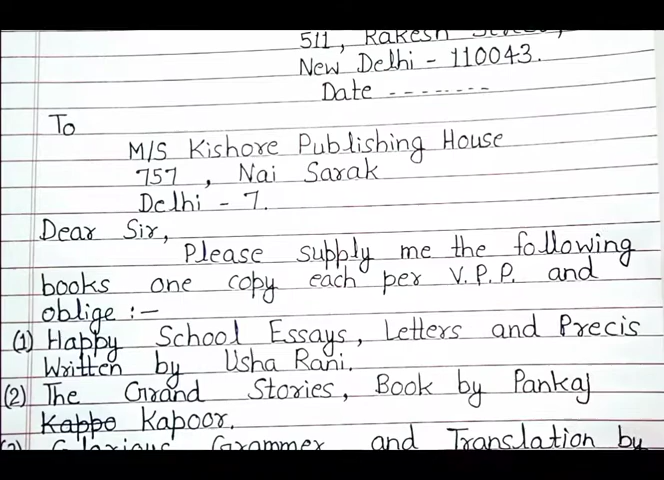 511, Rakesh Street,
New Delhi - 110043.
Date --------
To
M/S Kishore Publishing House
757, Nai Sarak
Delhi - 7.
Dear Sir,
Please supply me the following
books one copy each per V.P.P. and
oblige :-
(1) Happy School Essays, Letters and Precis
Written by Usha Rani.
(2) The Grand Stories, Book by Pankaj
Kappo Kapoor.
Grammer and Translation by